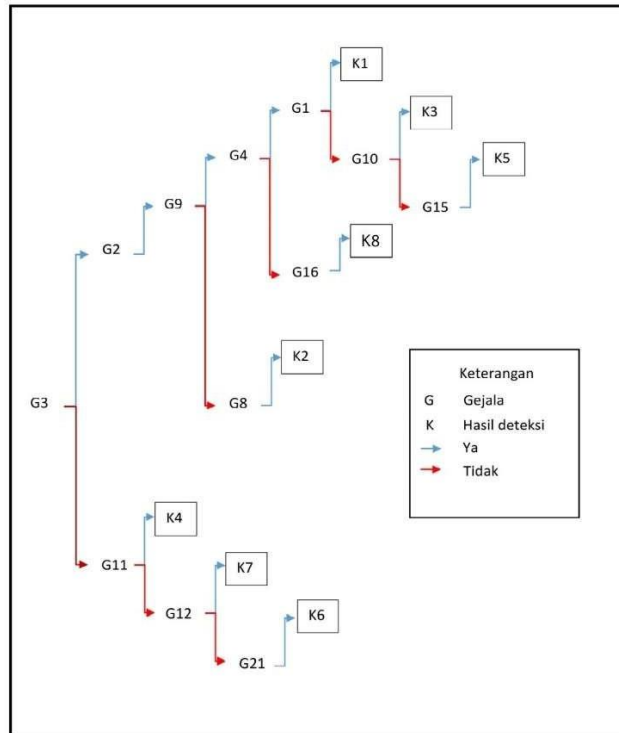 K1
G1
K3
G4
G10
K5
G9
G15
G2
K8
G16
K2
G3
G8
Keterangan
G Gejala
K Hasil deteksi
Ya
Tidak
K4
G11
K7
G12
K6
G21